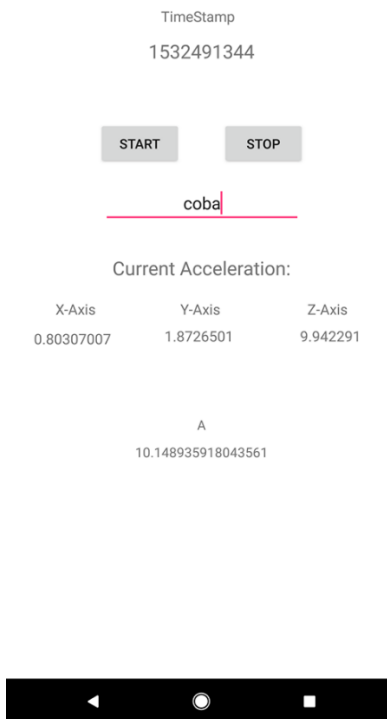 TimeStamp
1532491344
START STOP
coba
Current Acceleration:
X-Axis Y-Axis Z-Axis
0.80307007 1.8726501 9.942291
A
10.148935918043561